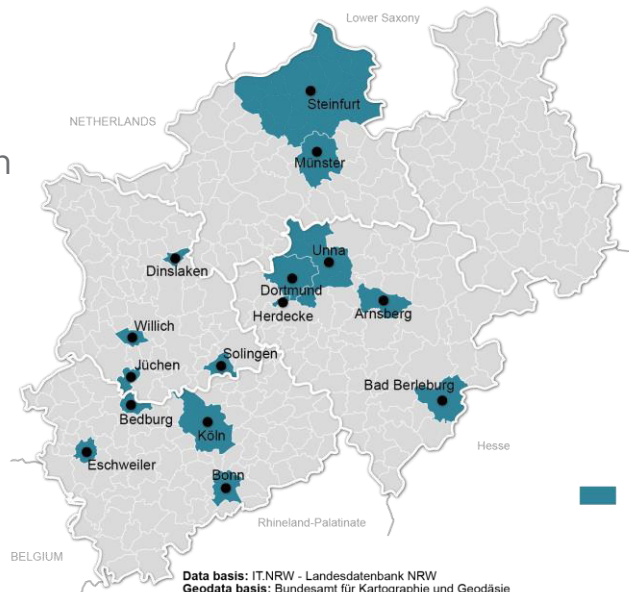 Lower Saxony
Steinfurt
NETHERLANDS
n
Münster
Unna
Dinslaken
Dortmund
Herdecke
Arnsberg
Willich
Solingen
Jüchen
Bad Berleburg
Bedburg
Köln
Hesse
Eschweiler
Bonn
Rhineland-Palatinate
BELGIUM
Data basis: IT.NRW - Landesdatenbank NRW
Geodata basis: Bundesamt für Kartographie und Geodäsie